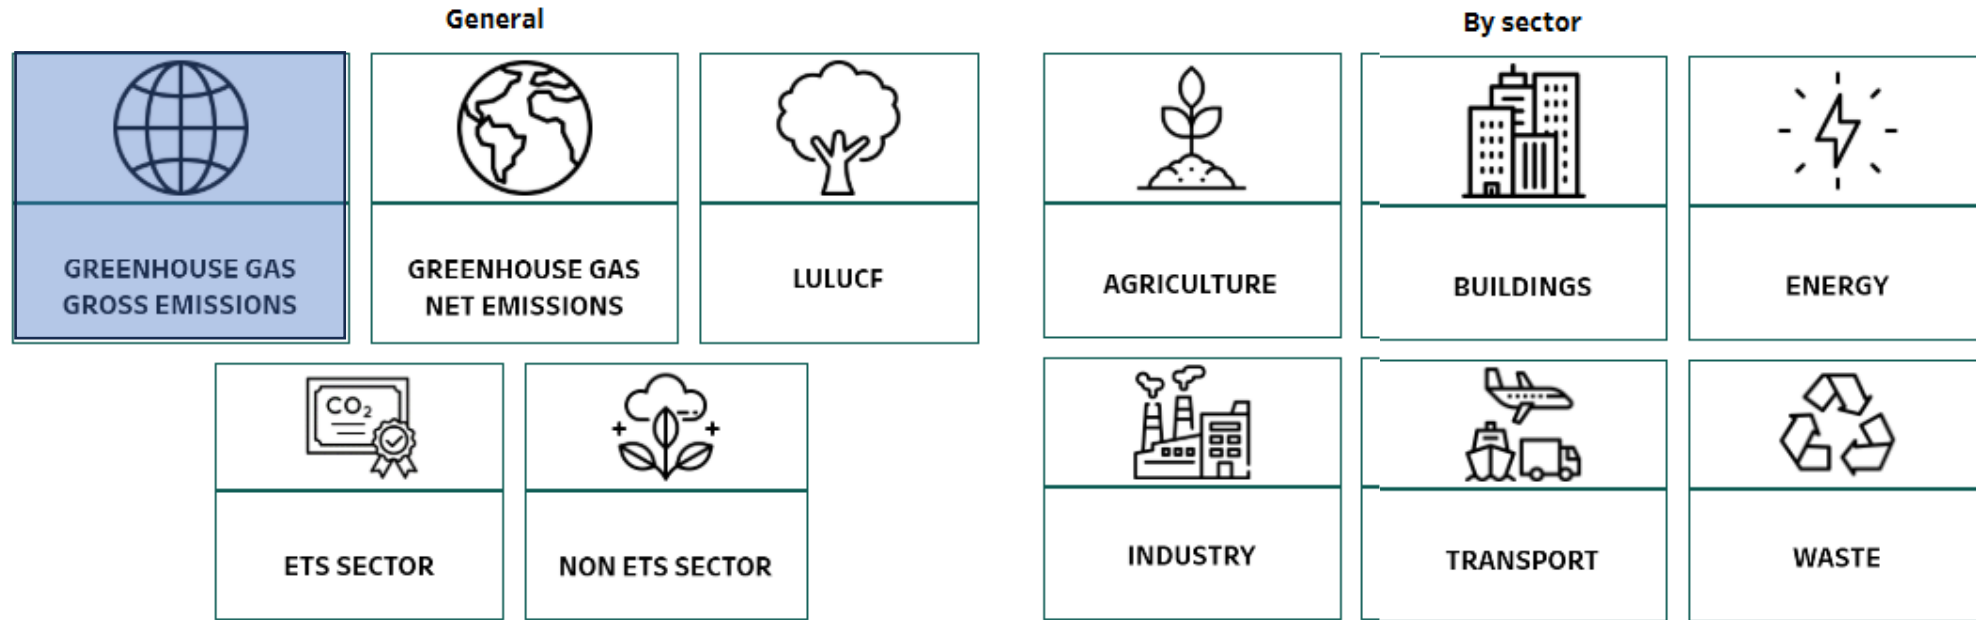 General
GREENHOUSE GAS
GROSS EMISSIONS
GREENHOUSE GAS
NET EMISSIONS
LULUCF
CO₂
ETS SECTOR
NON ETS SECTOR
By sector
AGRICULTURE
BUILDINGS
ENERGY
INDUSTRY
TRANSPORT
WASTE